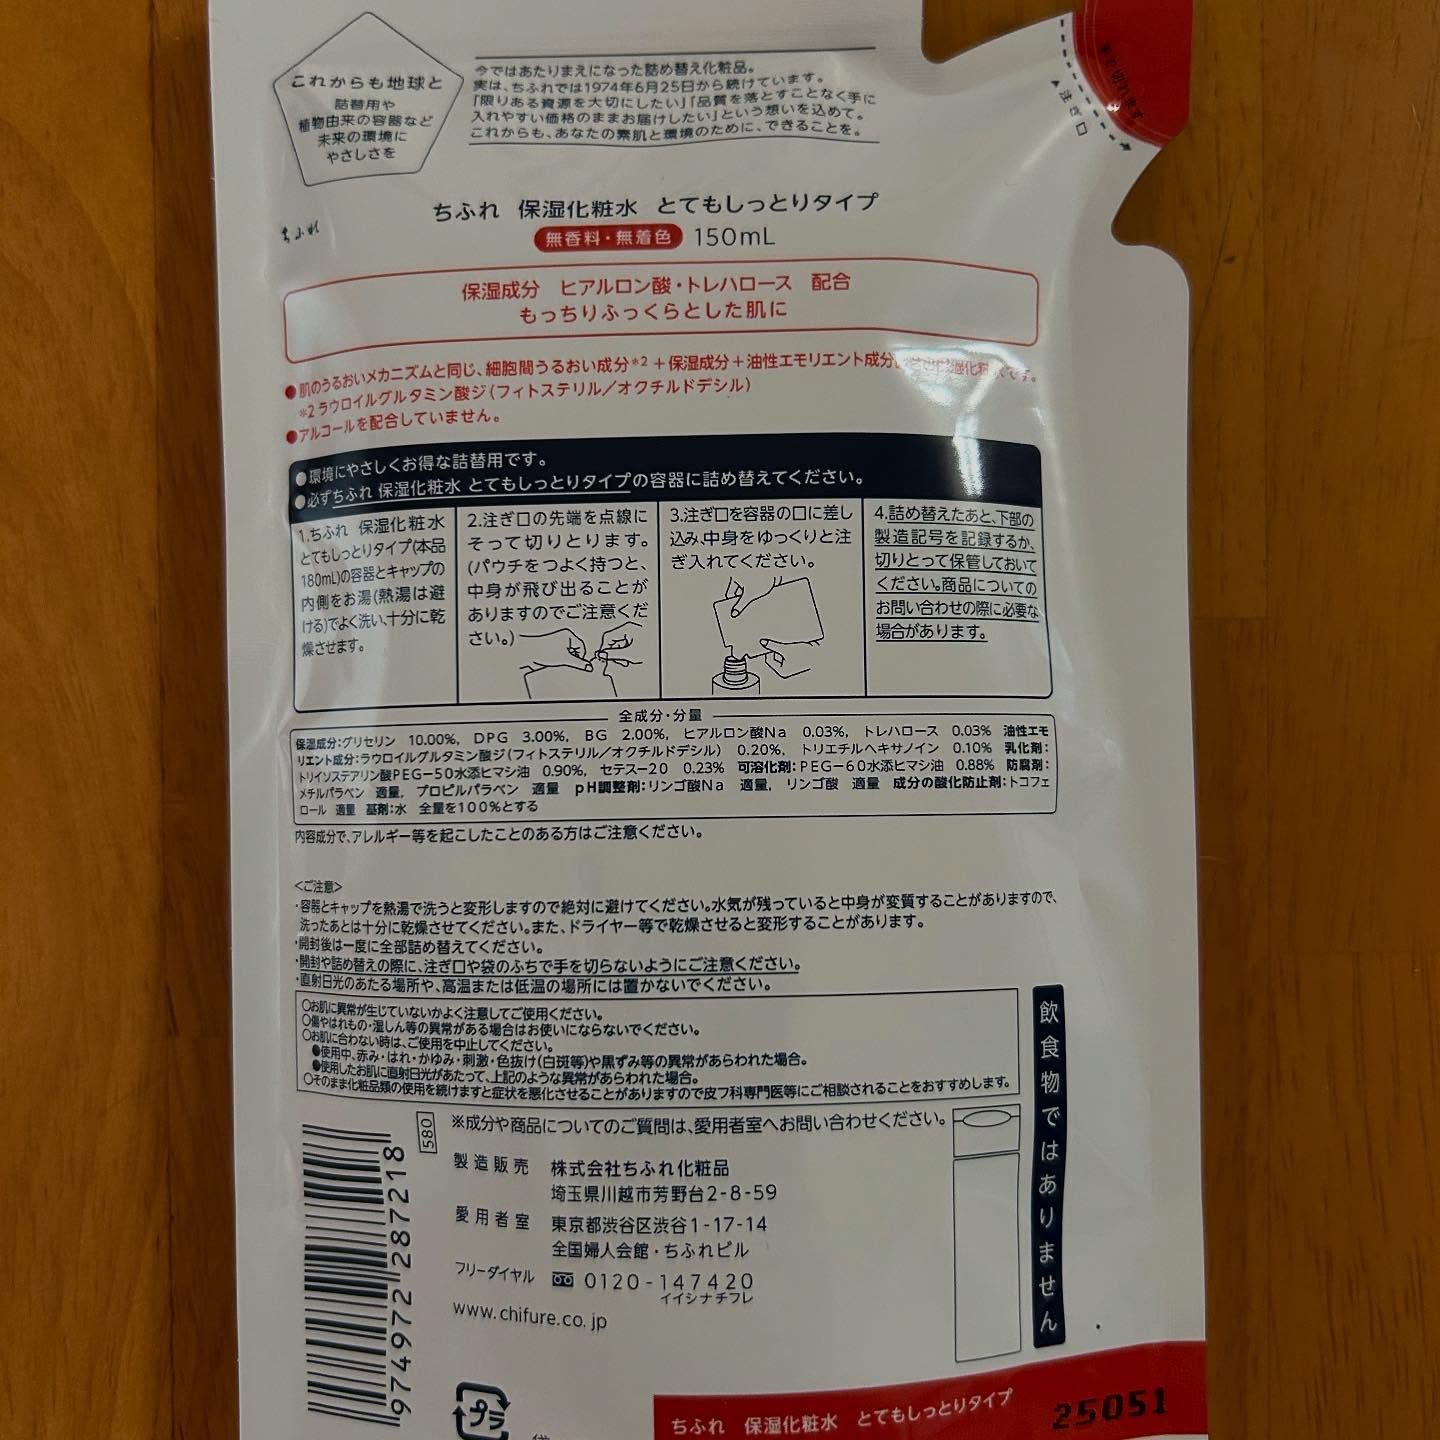 これからも地球と
詰替用や
植物由来の容器など
未来の環境に
やさしさを
今ではあたりまえになった詰め替え化粧品。
実は、ちふれでは1974年6月25日から続けています。
「限りある資源を大切にしたい」「品質を落とすことなく手に
入れやすい価格のままお届けしたい」という想いを込めて。
これからも、あなたの素肌と環境のために、できることを。
手で切れます
▲注ぎ口
ちふれ
ちふれ 保湿化粧水 とてもしっとりタイプ
無香料・無着色 150mL
保湿成分 ヒアルロン酸・トレハロース 配合
もっちりふっくらとした肌に
●肌のうるおいメカニズムと同じ、細胞間うるおい成分*2＋保湿成分＋油性エモリエント成分
*2 ラウロイルグルタミン酸ジ(フィトステリル／オクチルドデシル)
●アルコールを配合していません。
●環境にやさしくお得な詰替用です。
●必ずちふれ 保湿化粧水 とてもしっとりタイプの容器に詰め替えてください。
1.ちふれ 保湿化粧水
とてもしっとりタイプ(本品
180mL)の容器とキャップの
内側をお湯(熱湯は避
ける)でよく洗い、十分に乾
燥させます。
2.注ぎ口の先端を点線に
そって切りとります。
(パウチをつよく持つと、
中身が飛び出ることが
ありますのでご注意くだ
さい。)
3.注ぎ口を容器の口に差し
込み、中身をゆっくりと注
ぎ入れてください。
4.詰め替えたあと、下部の
製造記号を記録するか、
切りとって保管しておいて
ください。商品についての
お問い合わせの際に必要な
場合があります。
全成分・分量
保湿成分：グリセリン 10.00%, DPG 3.00%, BG 2.00%, ヒアルロン酸Na 0.03%, トレハロース 0.03% 油性エモ
リエント成分：ラウロイルグルタミン酸ジ(フィトステリル／オクチルドデシル) 0.20%, トリエチルヘキサノイン 0.10% 乳化剤：
トリイソステアリン酸PEG－50水添ヒマシ油 0.90%, セテス－20 0.23% 可溶化剤：PEG－60水添ヒマシ油 0.88% 防腐剤：
メチルパラベン 適量, プロピルパラベン 適量 pH調整剤：リンゴ酸Na 適量, リンゴ酸 適量 成分の酸化防止剤：トコフェ
ロール 適量 基剤：水 全量を100%とする
内容成分で、アレルギー等を起こしたことのある方はご注意ください。
<ご注意>
・容器とキャップを熱湯で洗うと変形しますので絶対に避けてください。水気が残っていると中身が変質することがありますので、
洗ったあとは十分に乾燥させてください。また、ドライヤー等で乾燥させると変形することがあります。
・開封後は一度に全部詰め替えてください。
・開封や詰め替えの際に、注ぎ口や袋のふちで手を切らないようにご注意ください。
・直射日光のあたる場所や、高温または低温の場所には置かないでください。
○お肌に異常が生じていないかよく注意してご使用ください。
○傷やはれもの・湿しん等の異常がある場合はお使いにならないでください。
○お肌に合わない時は、ご使用を中止してください。
●使用中、赤み・はれ・かゆみ・刺激・色抜け(白斑等)や黒ずみ等の異常があらわれた場合。
●使用したお肌に直射日光があたって、上記のような異常があらわれた場合。
○そのまま化粧品類の使用を続けますと症状を悪化させることがありますので皮フ科専門医等にご相談されることをおすすめします。
飲食物ではありません
580
※成分や商品についてのご質問は、愛用者室へお問い合わせください。
製造販売 株式会社ちふれ化粧品
埼玉県川越市芳野台2-8-59
愛用者室 東京都渋谷区渋谷1-17-14
全国婦人会館・ちふれビル
フリーダイヤル 0120-147420
イイシナチフレ
www.chifure.co.jp
4974972287218
プラ
ちふれ 保湿化粧水 とてもしっとりタイプ
25051